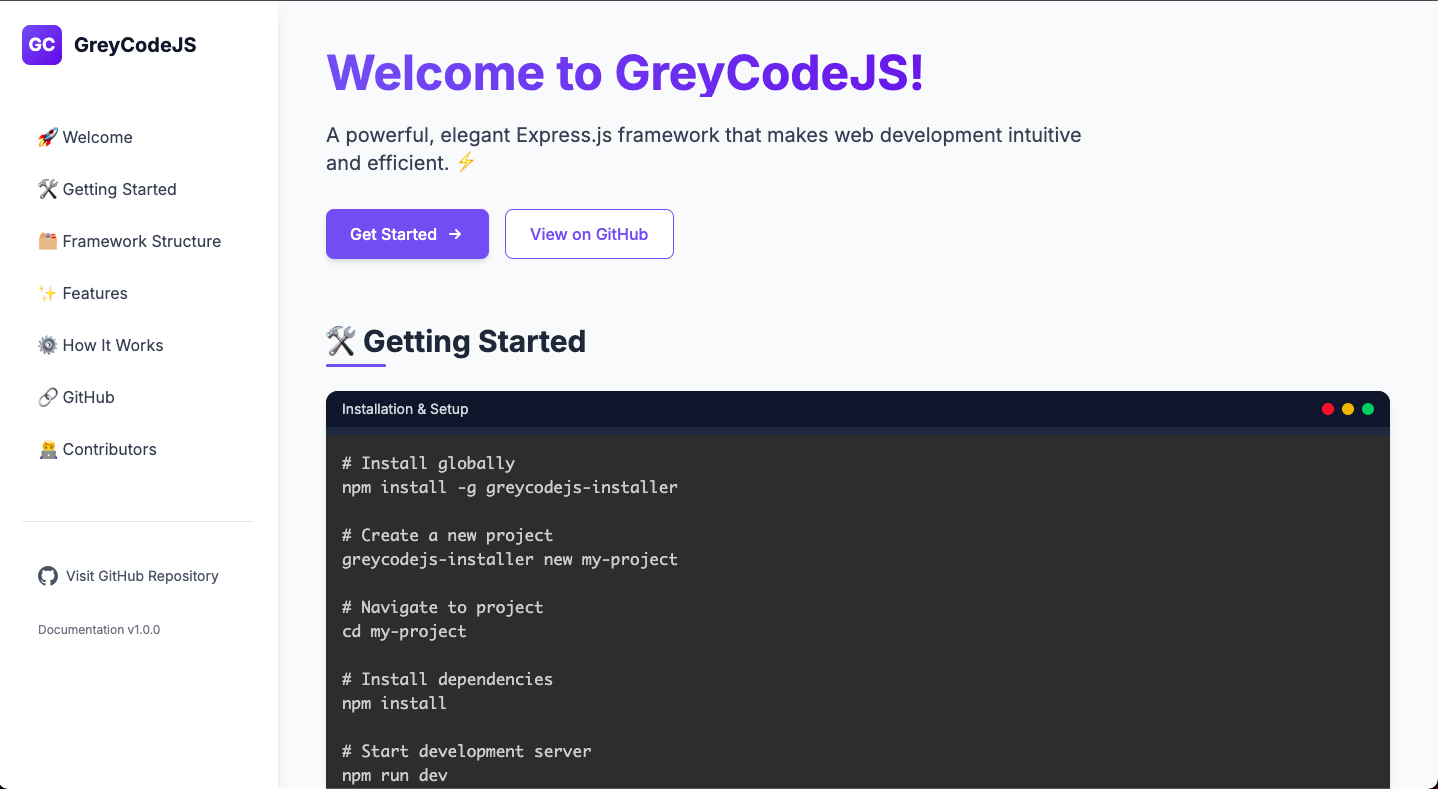 GC GreyCodeJS
🚀 Welcome
🛠️ Getting Started
🗂️ Framework Structure
✨ Features
⚙️ How It Works
🔗 GitHub
👨‍💻 Contributors
Visit GitHub Repository
Documentation v1.0.0
Welcome to GreyCodeJS!
A powerful, elegant Express.js framework that makes web development intuitive
and efficient. ⚡
Get Started →
View on GitHub
🛠️ Getting Started
Installation & Setup
# Install globally
npm install -g greycodejs-installer
# Create a new project
greycodejs-installer new my-project
# Navigate to project
cd my-project
# Install dependencies
npm install
# Start development server
npm run dev